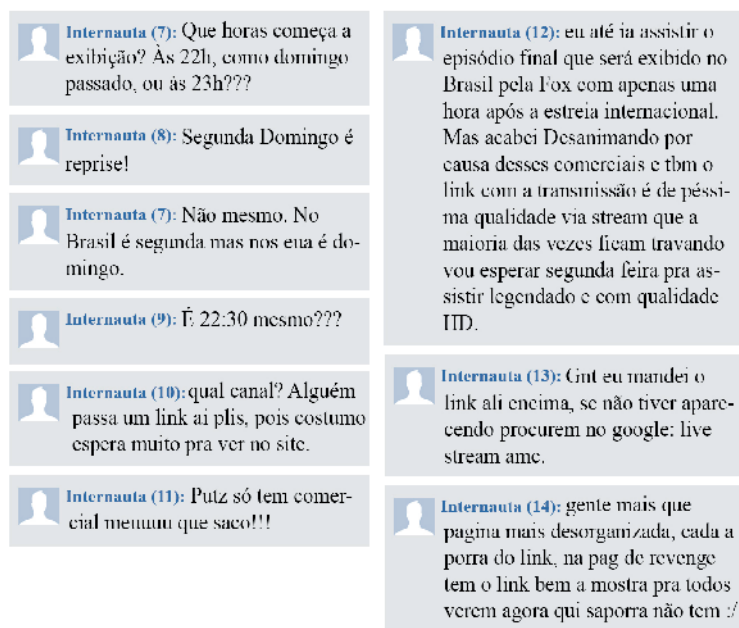 Internauta (7): Que horas começa a
exibição? Às 22h, como domingo
passado, ou às 23h???
Internauta (8): Segunda Domingo é
reprise!
Internauta (7): Não mesmo. No
Brasil é segunda mas nos eua é do-
mingo.
Internauta (9): É 22:30 mesmo???
Internauta (10): qual canal? Alguém
passa um link ai plis, pois costumo
espera muito pra ver no site.
Internauta (11): Putz só tem comer-
cial meuuuu que saco!!!
Internauta (12): eu até ia assistir o
episódio final que será exibido no
Brasil pela Fox com apenas uma
hora após a estreia internacional.
Mas acabei Desanimando por
causa desses comerciais e tbm o
link com a transmissão é de péssi-
ma qualidade via stream que a
maioria das vezes ficam travando
vou esperar segunda feira pra as-
sistir legendado e com qualidade
HD.
Internauta (13): Gnt eu mandei o
link ali encima, se não tiver apare-
cendo procurem no google: live
stream amc.
Internauta (14): gente mais que
pagina mais desorganizada, cada a
porra do link, na pag de revenge
tem o link bem a mostra pra todos
verem agora qui saporra não tem :/